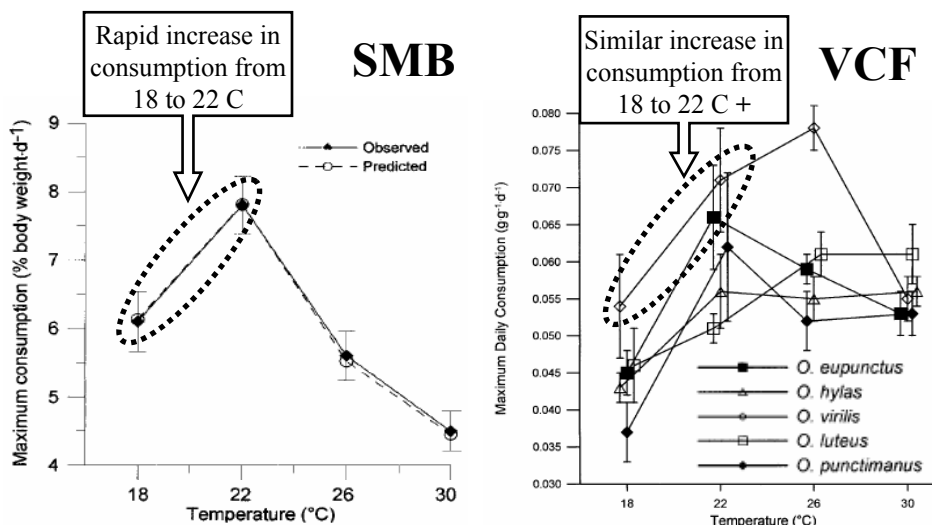 Rapid increase in
consumption from
18 to 22 C
SMB
Maximum consumption (% body weight·d⁻¹)
9
8
7
6
5
4
Observed
Predicted
18
22
26
30
Temperature (°C)
Similar increase in
consumption from
18 to 22 C +
VCF
Maximum Daily Consumption (g·g⁻¹·d⁻¹)
0.080
0.075
0.070
0.065
0.060
0.055
0.050
0.045
0.040
0.035
0.030
O. eupunctus
O. hylas
O. virilis
O. luteus
O. punctimanus
18
22
26
30
Temperature (°C)